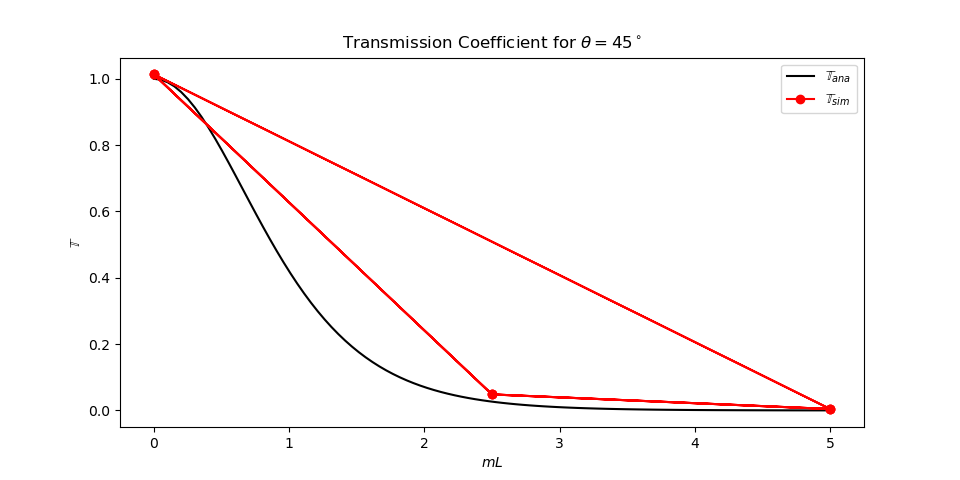 Transmission Coefficient for θ = 45°
𝕋
1.0
0.8
0.6
0.4
0.2
0.0
0 1 2 3 4 5
mL
𝕋ana
𝕋sim